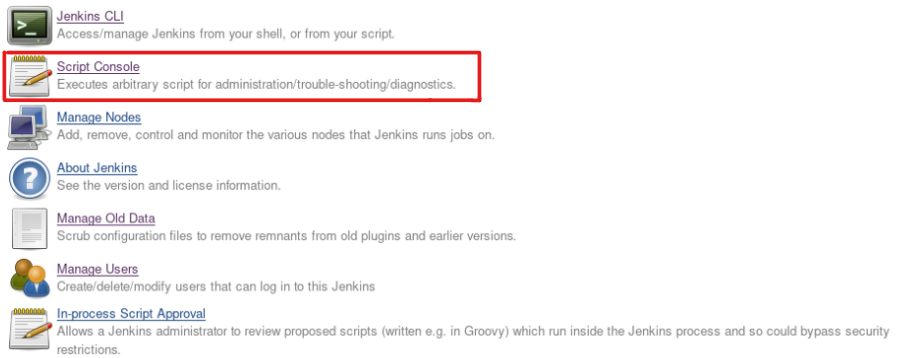 Jenkins CLI
Access/manage Jenkins from your shell, or from your script.
Script Console
Executes arbitrary script for administration/trouble-shooting/diagnostics.
Manage Nodes
Add, remove, control and monitor the various nodes that Jenkins runs jobs on.
About Jenkins
See the version and license information.
Manage Old Data
Scrub configuration files to remove remnants from old plugins and earlier versions.
Manage Users
Create/delete/modify users that can log in to this Jenkins
In-process Script Approval
Allows a Jenkins administrator to review proposed scripts (written e.g. in Groovy) which run inside the Jenkins process and so could bypass security
restrictions.